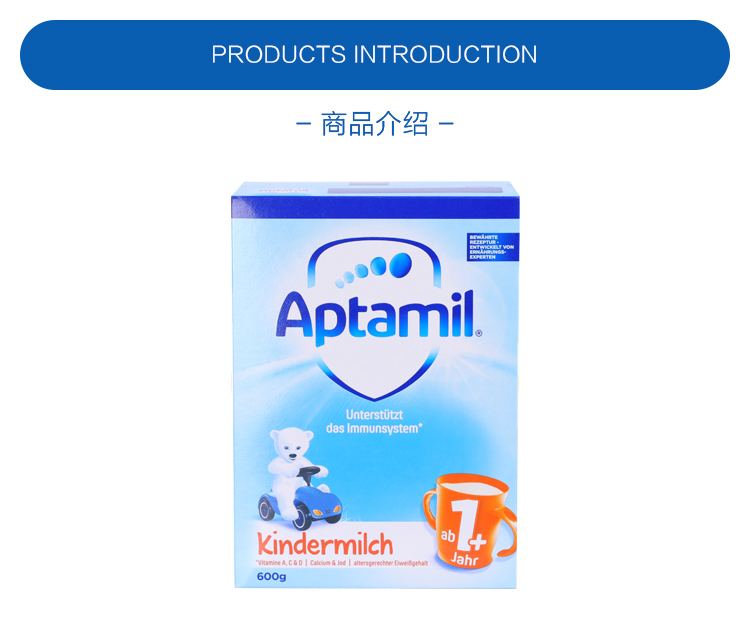 PRODUCTS INTRODUCTION
– 商品介绍 –
BEWÄHRTE
REZEPTUR -
ENTWICKELT VON
ERNÄHRUNGS-
EXPERTEN
Aptamil®
Unterstützt
das Immunsystem*
ab 1+
Jahr
Kindermilch
*Vitamine A, C & D | Calcium & Jod | altersgerechter Eiweißgehalt
600g